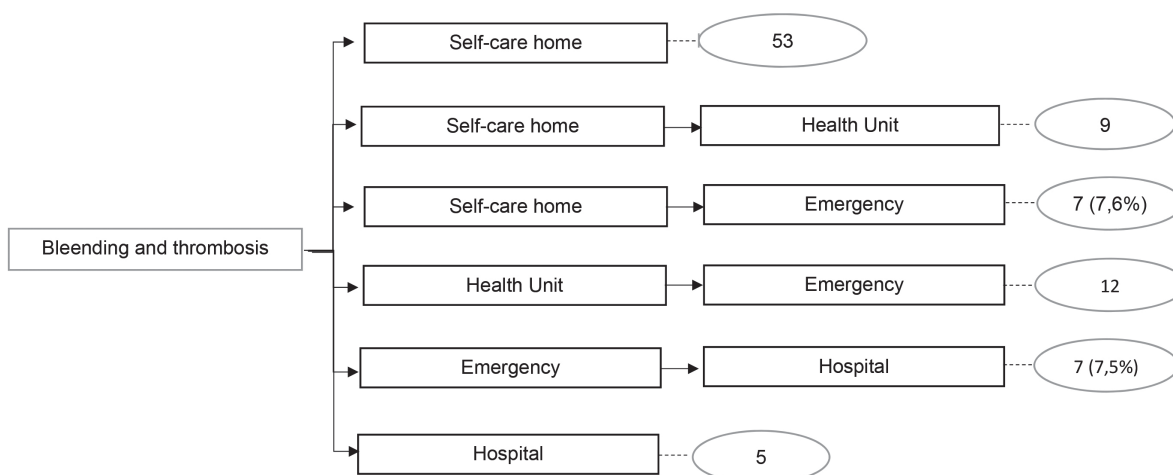 Self-care home
53
Self-care home
Health Unit
9
Self-care home
Emergency
7 (7,6%)
Bleending and thrombosis
Health Unit
Emergency
12
Emergency
Hospital
7 (7,5%)
Hospital
5